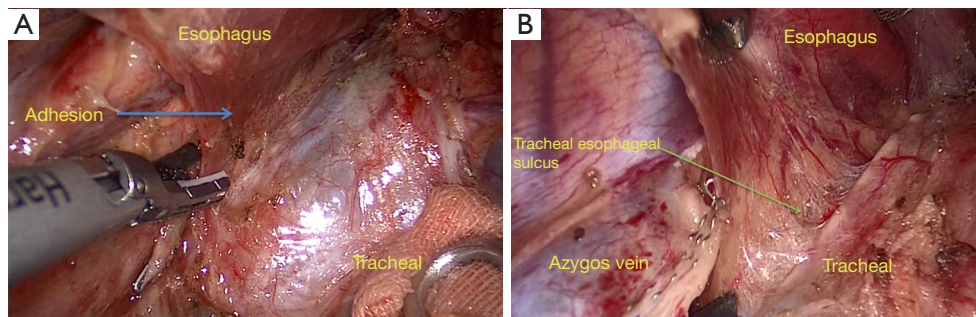 A
Esophagus
Adhesion
Tracheal
B
Esophagus
Tracheal esophageal
sulcus
Azygos vein
Tracheal